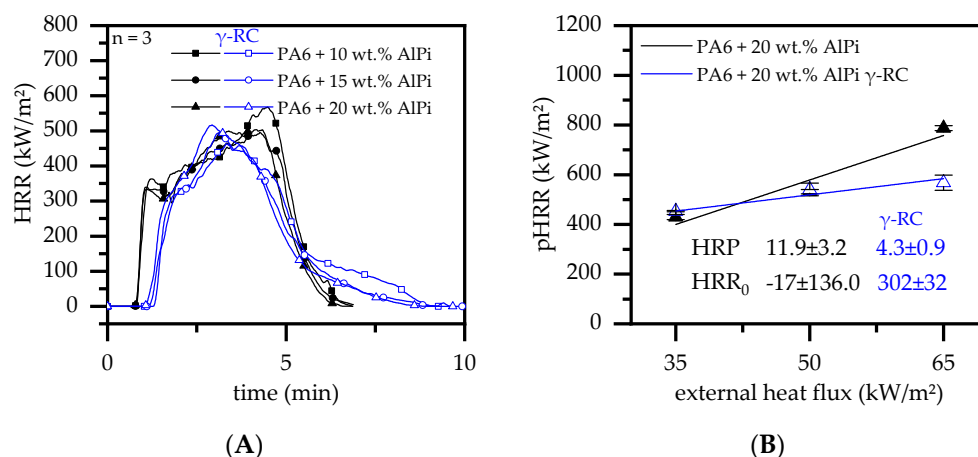 n = 3
γ-RC
PA6 + 10 wt.% AlPi
PA6 + 15 wt.% AlPi
PA6 + 20 wt.% AlPi
800
700
600
500
400
300
200
100
0
HRR (kW/m²)
0
5
10
time (min)
(A)
PA6 + 20 wt.% AlPi
PA6 + 20 wt.% AlPi γ-RC
1200
1000
800
600
400
200
0
pHRR (kW/m²)
γ-RC
HRP 11.9±3.2 4.3±0.9
HRR₀ -17±136.0 302±32
35
50
65
external heat flux (kW/m²)
(B)